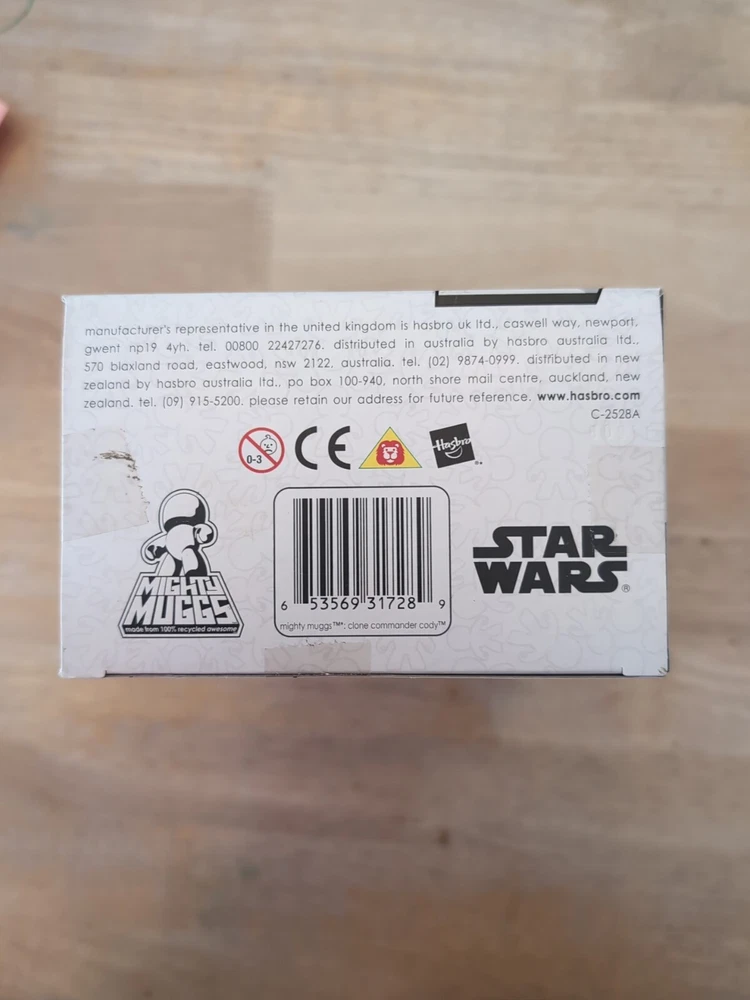 manufacturer's representative in the united kingdom is hasbro uk ltd., caswell way, newport,
gwent np19 4yh. tel. 00800 22427276. distributed in australia by hasbro australia ltd.,
570 blaxland road, eastwood, nsw 2122, australia. tel. (02) 9874-0999. distributed in new
zealand by hasbro australia ltd., po box 100-940, north shore mail centre, auckland, new
zealand. tel. (09) 915-5200. please retain our address for future reference. www.hasbro.com
C-2528A
0-3 CE Hasbro ®.
MIGHTY
MUGGS
made from 100% recycled awesome
6 53569 31728 9
mighty muggs™*: clone commander cody™
STAR
WARS®